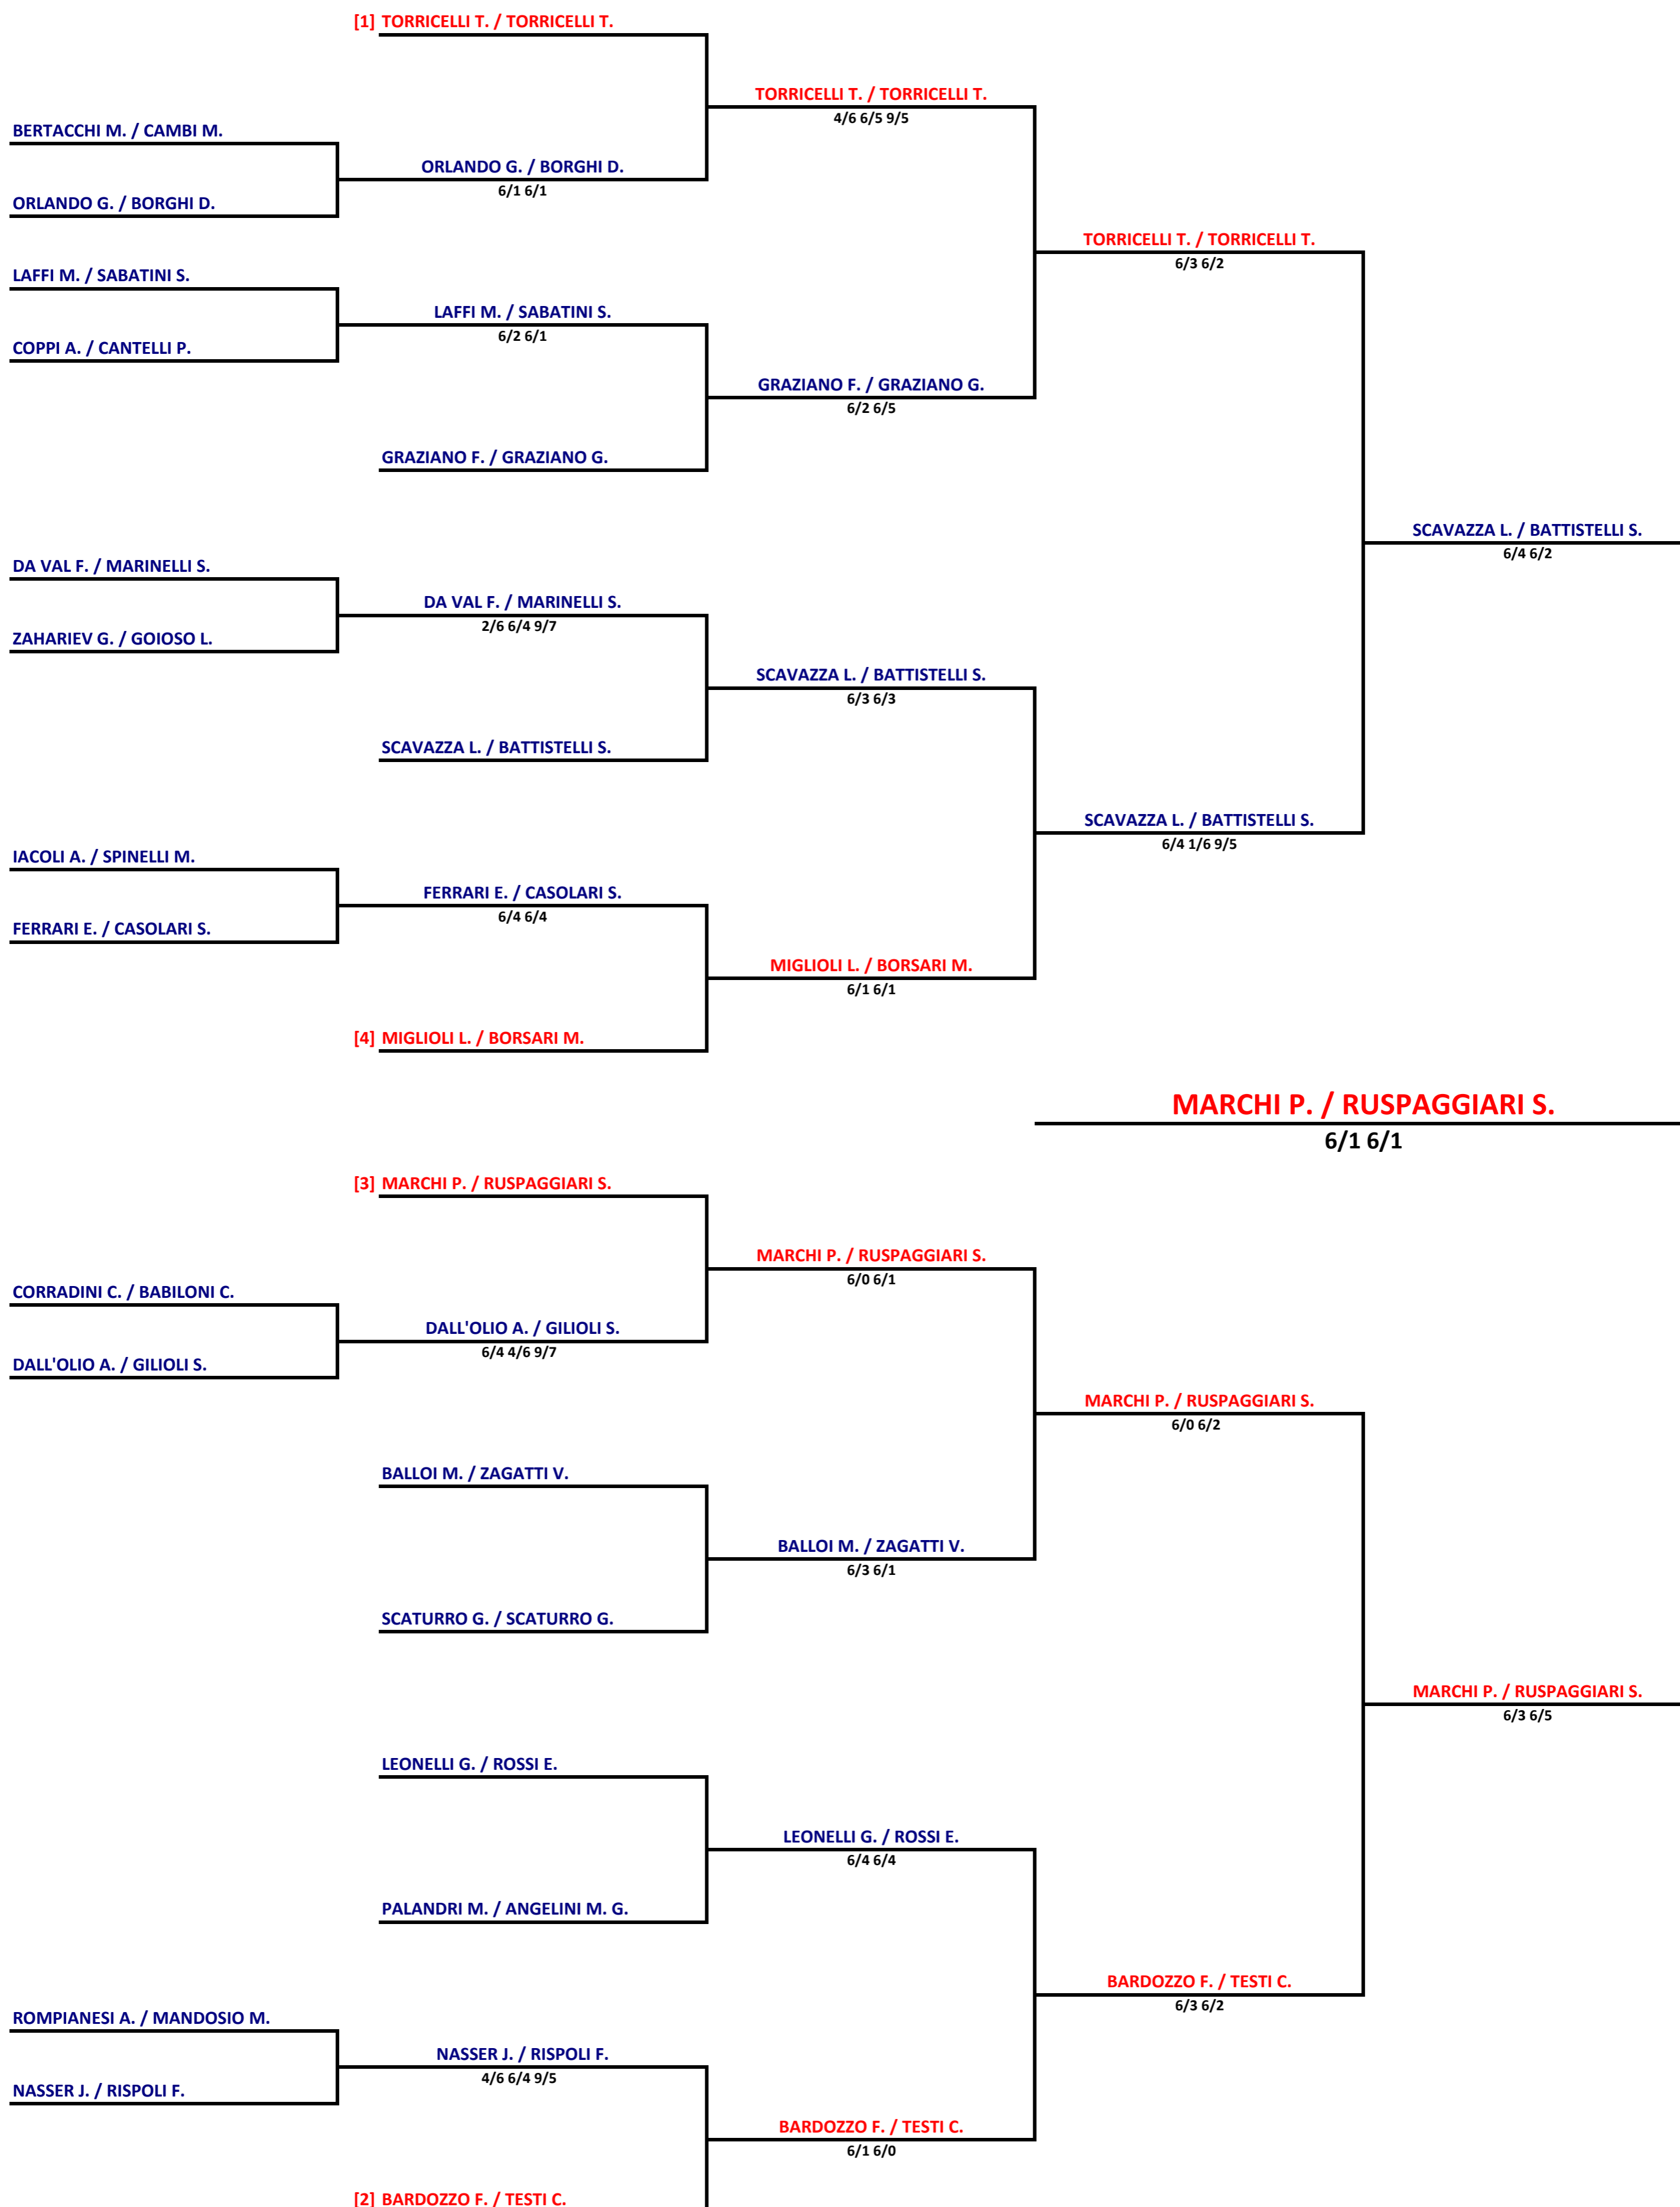 [1] TORRICELLI T. / TORRICELLI T.
TORRICELLI T. / TORRICELLI T.
4/6 6/5 9/5
BERTACCHI M. / CAMBI M.
ORLANDO G. / BORGHI D.
6/1 6/1
ORLANDO G. / BORGHI D.
TORRICELLI T. / TORRICELLI T.
6/3 6/2
LAFFI M. / SABATINI S.
LAFFI M. / SABATINI S.
6/2 6/1
COPPI A. / CANTELLI P.
GRAZIANO F. / GRAZIANO G.
6/2 6/5
GRAZIANO F. / GRAZIANO G.
SCAVAZZA L. / BATTISTELLI S.
6/4 6/2
DA VAL F. / MARINELLI S.
DA VAL F. / MARINELLI S.
2/6 6/4 9/7
ZAHARIEV G. / GOIOSO L.
SCAVAZZA L. / BATTISTELLI S.
6/3 6/3
SCAVAZZA L. / BATTISTELLI S.
SCAVAZZA L. / BATTISTELLI S.
6/4 1/6 9/5
IACOLI A. / SPINELLI M.
FERRARI E. / CASOLARI S.
6/4 6/4
FERRARI E. / CASOLARI S.
MIGLIOLI L. / BORSARI M.
6/1 6/1
[4] MIGLIOLI L. / BORSARI M.
MARCHI P. / RUSPAGGIARI S.
6/1 6/1
[3] MARCHI P. / RUSPAGGIARI S.
MARCHI P. / RUSPAGGIARI S.
6/0 6/1
CORRADINI C. / BABILONI C.
DALL'OLIO A. / GILIOLI S.
6/4 4/6 9/7
DALL'OLIO A. / GILIOLI S.
MARCHI P. / RUSPAGGIARI S.
6/0 6/2
BALLOI M. / ZAGATTI V.
BALLOI M. / ZAGATTI V.
6/3 6/1
SCATURRO G. / SCATURRO G.
MARCHI P. / RUSPAGGIARI S.
6/3 6/5
LEONELLI G. / ROSSI E.
LEONELLI G. / ROSSI E.
6/4 6/4
PALANDRI M. / ANGELINI M. G.
BARDOZZO F. / TESTI C.
6/3 6/2
ROMPIANESI A. / MANDOSIO M.
NASSER J. / RISPOLI F.
4/6 6/4 9/5
NASSER J. / RISPOLI F.
BARDOZZO F. / TESTI C.
6/1 6/0
[2] BARDOZZO F. / TESTI C.